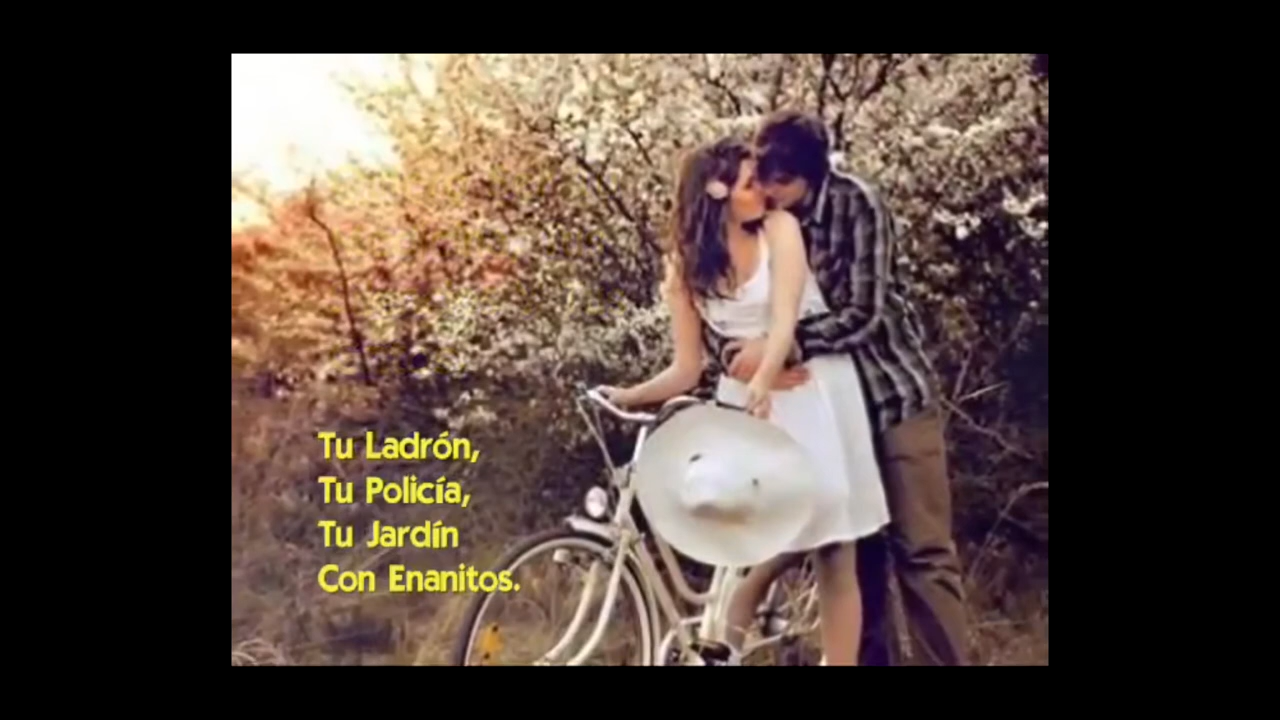 Tu Ladrón,
Tu Policía,
Tu Jardín
Con Enanitos.